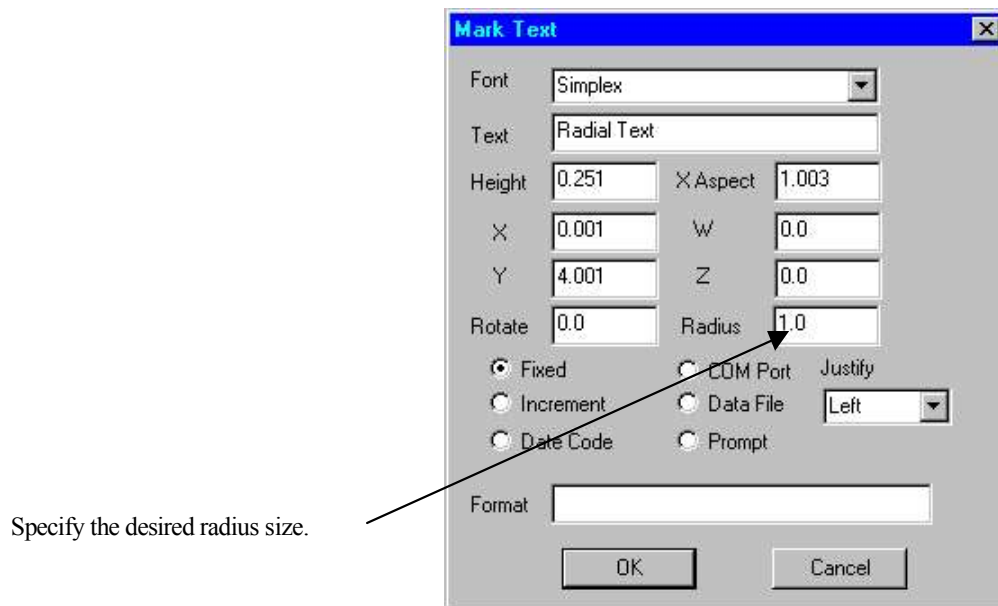 Mark Text
Font Simplex
Text Radial Text
Height 0.251 X Aspect 1.003
X 0.001 W 0.0
Y 4.001 Z 0.0
Rotate 0.0 Radius 1.0
Fixed COM Port Justify
Increment Data File Left
Date Code Prompt
Format
Specify the desired radius size.
OK Cancel